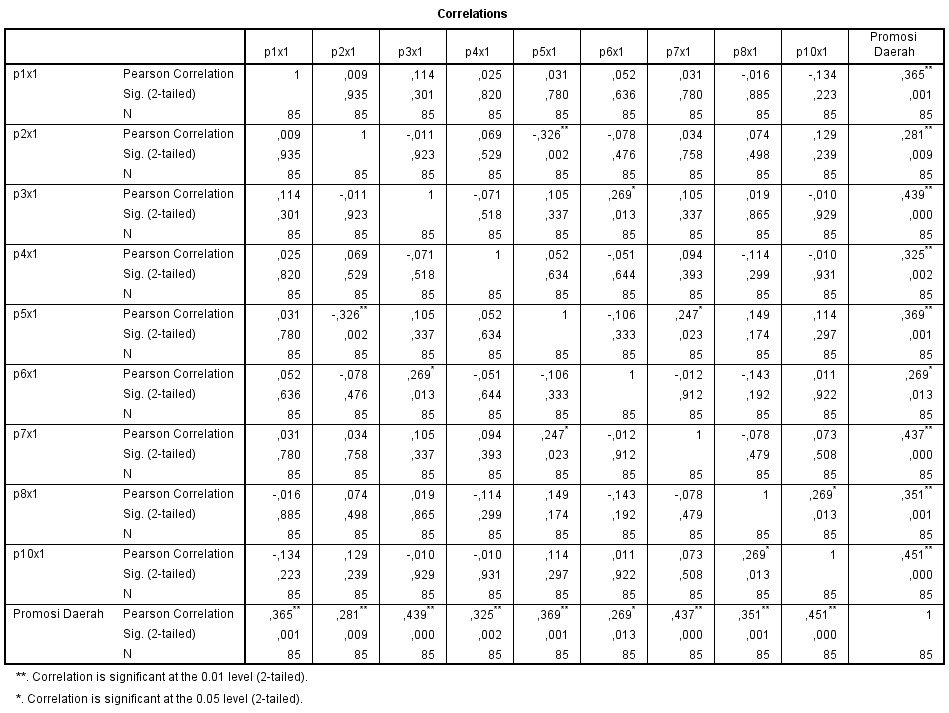 Correlations
p1x1 p2x1 p3x1 p4x1 p5x1 p6x1 p7x1 p8x1 p10x1 Promosi Daerah
p1x1 Pearson Correlation 1 ,009 ,114 ,025 ,031 ,052 ,031 -,016 -,134 ,365**
Sig. (2-tailed) ,935 ,301 ,820 ,780 ,636 ,780 ,885 ,223 ,001
N 85 85 85 85 85 85 85 85 85 85
p2x1 Pearson Correlation ,009 1 -,011 ,069 -,326** -,078 ,034 ,074 ,129 ,281**
Sig. (2-tailed) ,935 ,923 ,529 ,002 ,476 ,758 ,498 ,239 ,009
N 85 85 85 85 85 85 85 85 85 85
p3x1 Pearson Correlation ,114 -,011 1 -,071 ,105 ,269* ,105 ,019 -,010 ,439**
Sig. (2-tailed) ,301 ,923 ,518 ,337 ,013 ,337 ,865 ,929 ,000
N 85 85 85 85 85 85 85 85 85 85
p4x1 Pearson Correlation ,025 ,069 -,071 1 ,052 -,051 ,094 -,114 -,010 ,325**
Sig. (2-tailed) ,820 ,529 ,518 ,634 ,644 ,393 ,299 ,931 ,002
N 85 85 85 85 85 85 85 85 85 85
p5x1 Pearson Correlation ,031 -,326** ,105 ,052 1 -,106 ,247* ,149 ,114 ,369**
Sig. (2-tailed) ,780 ,002 ,337 ,634 ,333 ,023 ,174 ,297 ,001
N 85 85 85 85 85 85 85 85 85 85
p6x1 Pearson Correlation ,052 -,078 ,269* -,051 -,106 1 -,012 -,143 ,011 ,269*
Sig. (2-tailed) ,636 ,476 ,013 ,644 ,333 ,912 ,192 ,922 ,013
N 85 85 85 85 85 85 85 85 85 85
p7x1 Pearson Correlation ,031 ,034 ,105 ,094 ,247* -,012 1 -,078 ,073 ,437**
Sig. (2-tailed) ,780 ,758 ,337 ,393 ,023 ,912 ,479 ,508 ,000
N 85 85 85 85 85 85 85 85 85 85
p8x1 Pearson Correlation -,016 ,074 ,019 -,114 ,149 -,143 -,078 1 ,269* ,351**
Sig. (2-tailed) ,885 ,498 ,865 ,299 ,174 ,192 ,479 ,013 ,001
N 85 85 85 85 85 85 85 85 85 85
p10x1 Pearson Correlation -,134 ,129 -,010 -,010 ,114 ,011 ,073 ,269* 1 ,451**
Sig. (2-tailed) ,223 ,239 ,929 ,931 ,297 ,922 ,508 ,013 ,000
N 85 85 85 85 85 85 85 85 85 85
Promosi Daerah Pearson Correlation ,365** ,281** ,439** ,325** ,369** ,269* ,437** ,351** ,451** 1
Sig. (2-tailed) ,001 ,009 ,000 ,002 ,001 ,013 ,000 ,001 ,000
N 85 85 85 85 85 85 85 85 85 85
**. Correlation is significant at the 0.01 level (2-tailed).
*. Correlation is significant at the 0.05 level (2-tailed).